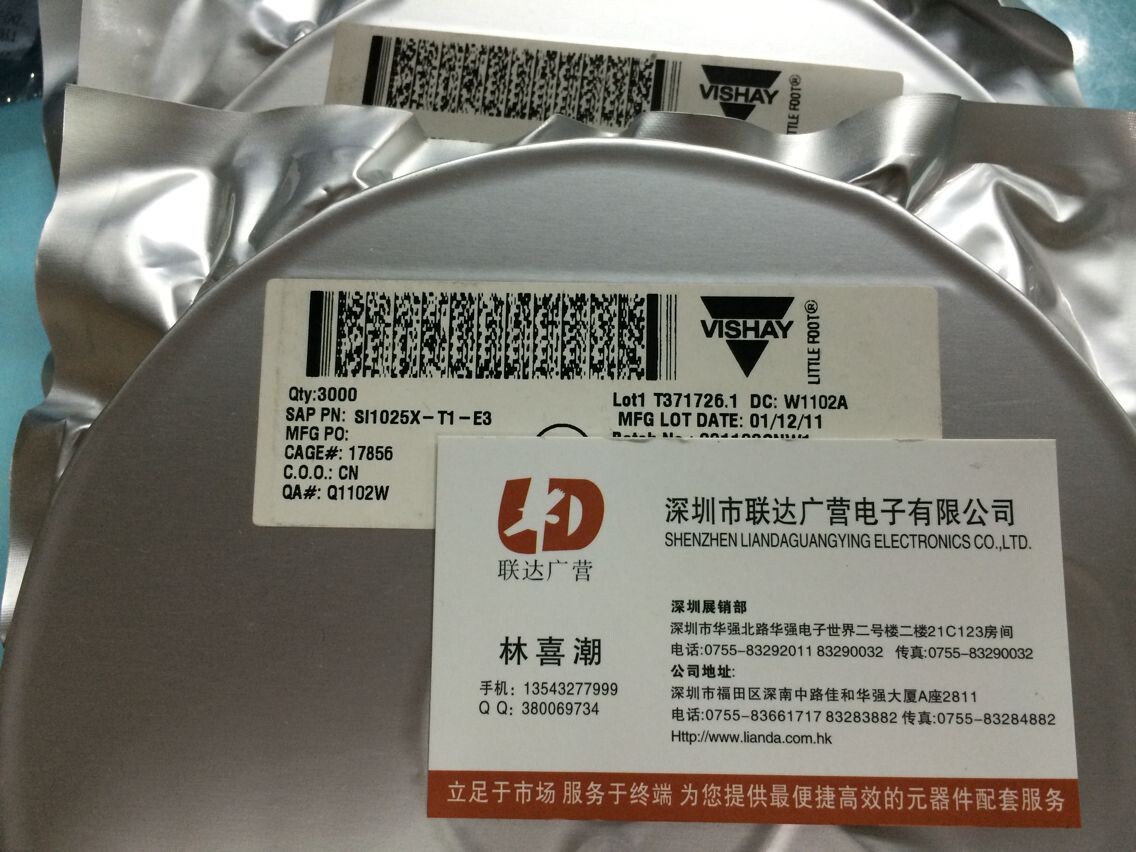 VISHAY
LITTLE FOOT®
VISHAY
LITTLE FOOT®
Qty:3000
SAP PN: SI1025X-T1-E3
MFG PO:
CAGE#: 17856
C.O.O.: CN
QA#: Q1102W
Lot1 T371726.1 DC: W1102A
MFG LOT DATE: 01/12/11
Batch No.:
LD
联达广营
林喜潮
手机：13543277999
Q Q：380069734
深圳市联达广营电子有限公司
SHENZHEN LIANDAGUANGYING ELECTRONICS CO.,LTD.
深圳展销部
深圳市华强北路华强电子世界二号楼二楼21C123房间
电话:0755-83292011 83290032 传真:0755-83290032
公司地址:
深圳市福田区深南中路佳和华强大厦A座2811
电话:0755-83661717 83283882 传真:0755-83284882
Http://www.lianda.com.hk
立足于市场 服务于终端 为您提供最便捷高效的元器件配套服务